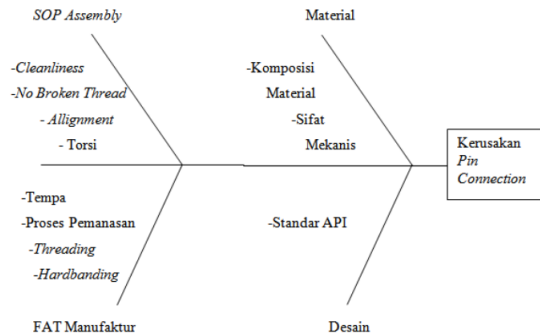 SOP Assembly
-Cleanliness
-No Broken Thread
- Allignment
- Torsi
Material
-Komposisi
Material
-Sifat
Mekanis
Kerusakan
Pin
Connection
-Tempa
-Proses Pemanasan
-Threading
-Hardbanding
FAT Manufaktur
-Standar API
Desain